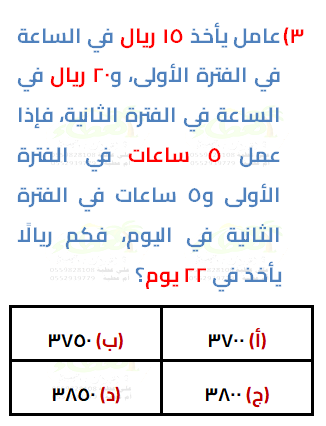 ٣) عامل يأخذ ١٥ ريال في الساعة
في الفترة الأولى، و٢٠ ريال في
الساعة في الفترة الثانية، فإذا
عمل ٥ ساعات في الفترة
الأولى و٥ ساعات في الفترة
الثانية في اليوم، فكم ريالًا
يأخذ في ٢٢ يوم؟
(أ) ٣٧٠٠ (ب) ٣٧٥٠
(ج) ٣٨٠٠ (د) ٣٨٥٠